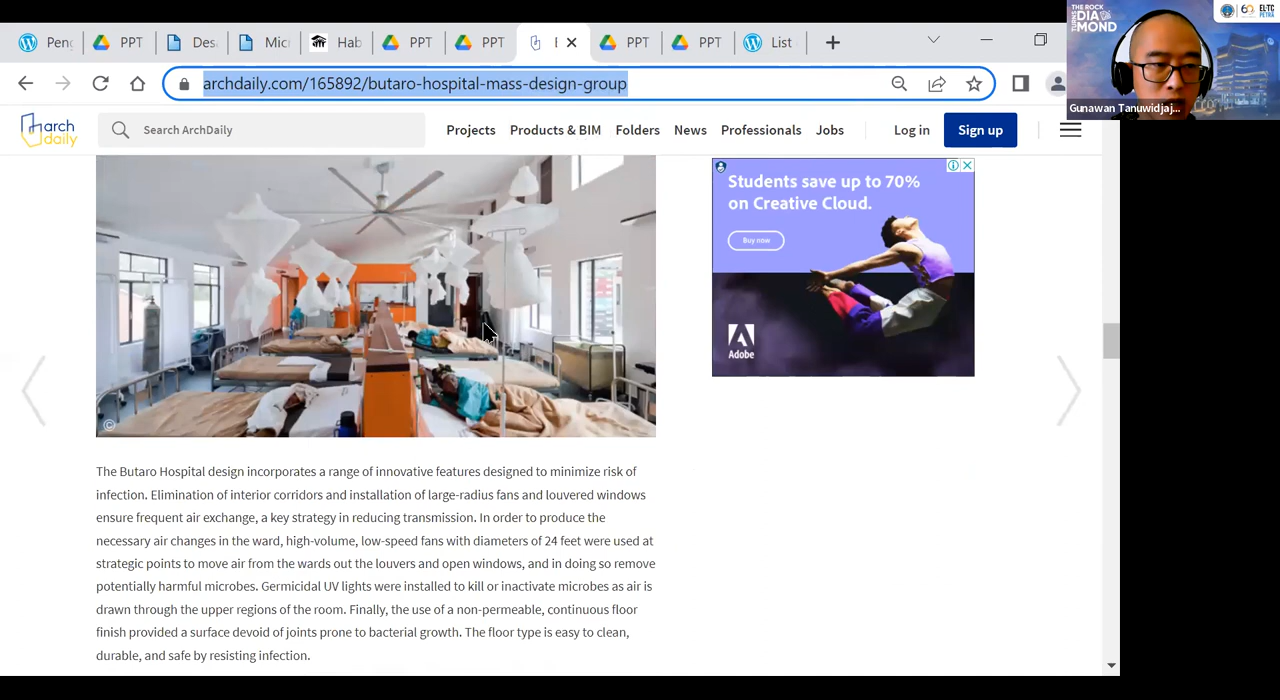 THE ROCK
TURNS
DIA
MOND
ELTC
PETRA
Gunawan Tanuwidjaj...
Peng
PPT
Des
Mic
Hab
PPT
PPT
PPT
PPT
List
archdaily.com/165892/butaro-hospital-mass-design-group
arch
daily
Search ArchDaily
Projects
Products & BIM
Folders
News
Professionals
Jobs
Log in
Sign up
Students save up to 70%
on Creative Cloud.
Buy now
Adobe
©
The Butaro Hospital design incorporates a range of innovative features designed to minimize risk of
infection. Elimination of interior corridors and installation of large-radius fans and louvered windows
ensure frequent air exchange, a key strategy in reducing transmission. In order to produce the
necessary air changes in the ward, high-volume, low-speed fans with diameters of 24 feet were used at
strategic points to move air from the wards out the louvers and open windows, and in doing so remove
potentially harmful microbes. Germicidal UV lights were installed to kill or inactivate microbes as air is
drawn through the upper regions of the room. Finally, the use of a non-permeable, continuous floor
finish provided a surface devoid of joints prone to bacterial growth. The floor type is easy to clean,
durable, and safe by resisting infection.